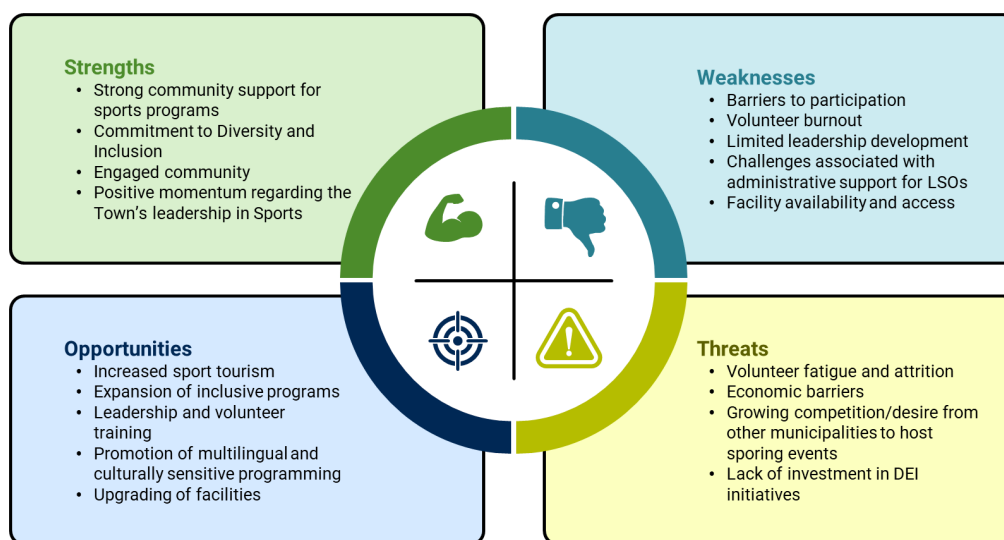 Strengths
• Strong community support for
sports programs
• Commitment to Diversity and
Inclusion
• Engaged community
• Positive momentum regarding the
Town's leadership in Sports
Weaknesses
• Barriers to participation
• Volunteer burnout
• Limited leadership development
• Challenges associated with
administrative support for LSOs
• Facility availability and access
Opportunities
• Increased sport tourism
• Expansion of inclusive programs
• Leadership and volunteer
training
• Promotion of multilingual and
culturally sensitive programming
• Upgrading of facilities
Threats
• Volunteer fatigue and attrition
• Economic barriers
• Growing competition/desire from
other municipalities to host
sporing events
• Lack of investment in DEI
initiatives